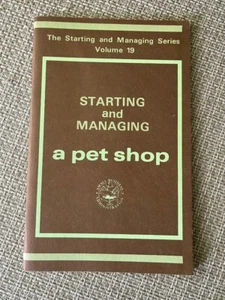 The Starting and Managing Series
Volume 19
STARTING
and
MANAGING
a pet shop